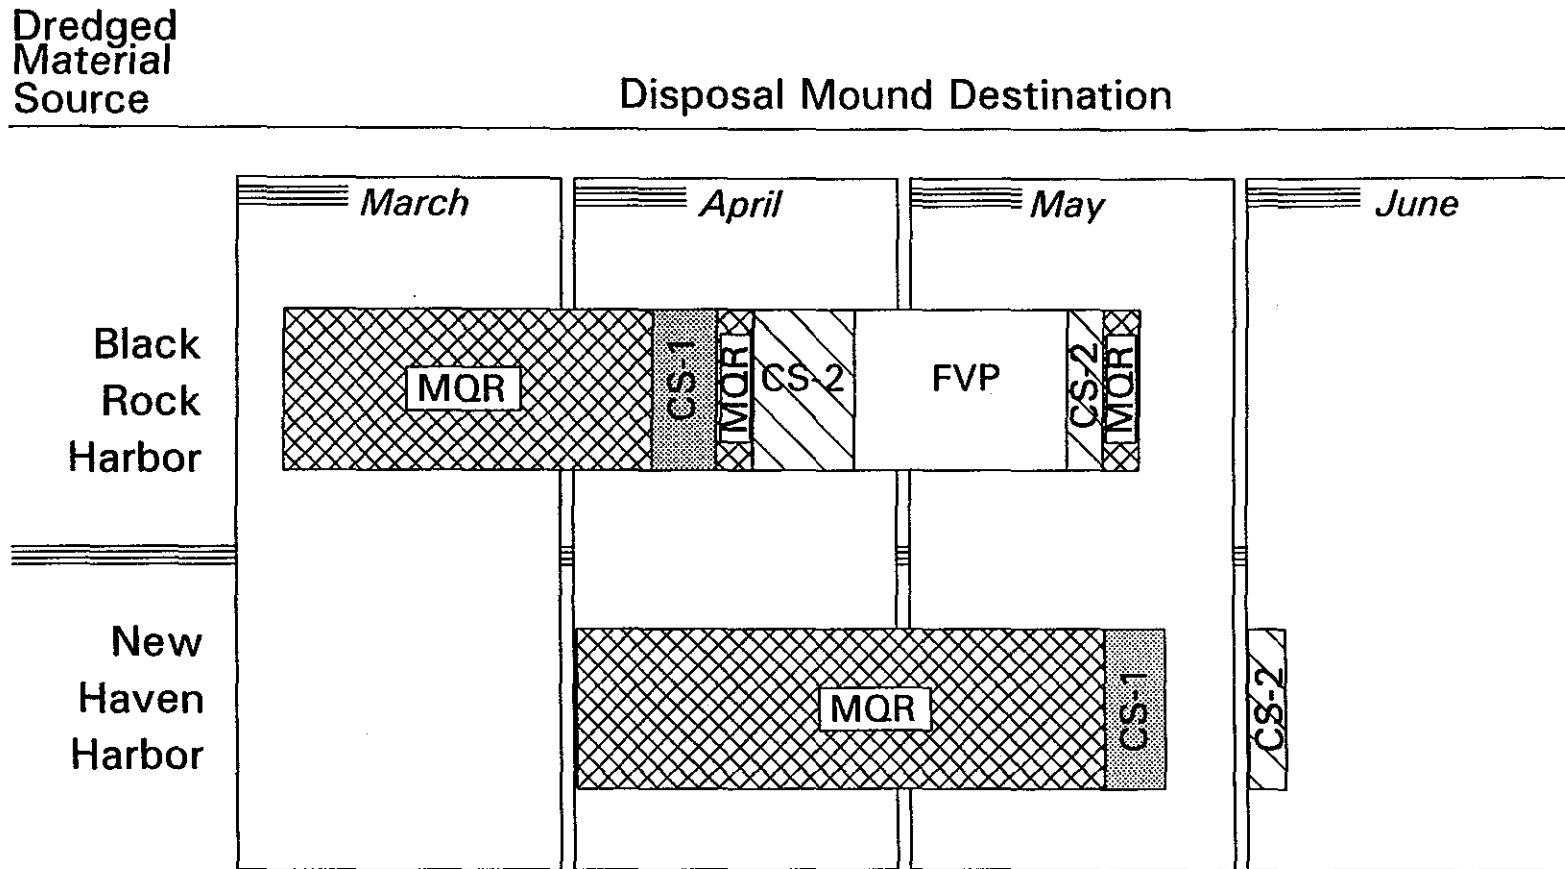 Dredged
Material
Source
Disposal Mound Destination
March
April
May
June
Black
Rock
Harbor
MQR
CS-1
MQR
CS-2
FVP
CS-2
MQR
New
Haven
Harbor
MQR
CS-1
CS-2